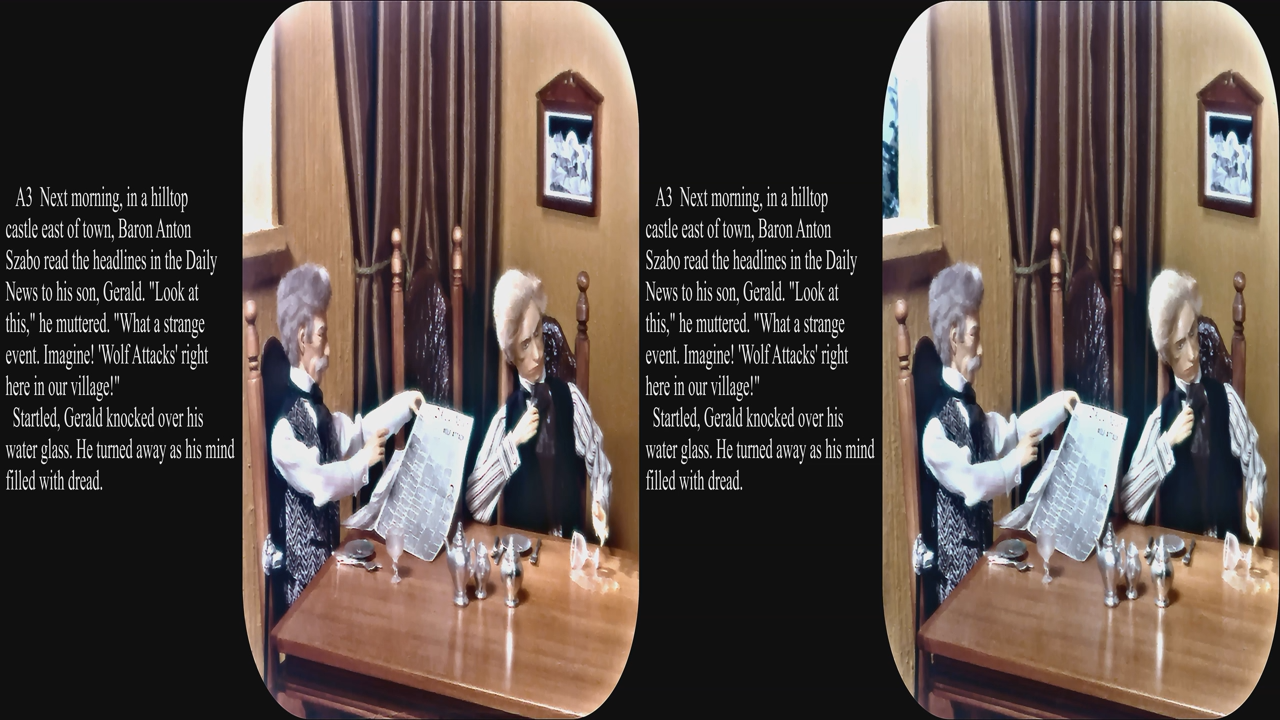 A3 Next morning, in a hilltop
castle east of town, Baron Anton
Szabo read the headlines in the Daily
News to his son, Gerald. "Look at
this," he muttered. "What a strange
event. Imagine! 'Wolf Attacks' right
here in our village!"
Startled, Gerald knocked over his
water glass. He turned away as his mind
filled with dread.
A3 Next morning, in a hilltop
castle east of town, Baron Anton
Szabo read the headlines in the Daily
News to his son, Gerald. "Look at
this," he muttered. "What a strange
event. Imagine! 'Wolf Attacks' right
here in our village!"
Startled, Gerald knocked over his
water glass. He turned away as his mind
filled with dread.